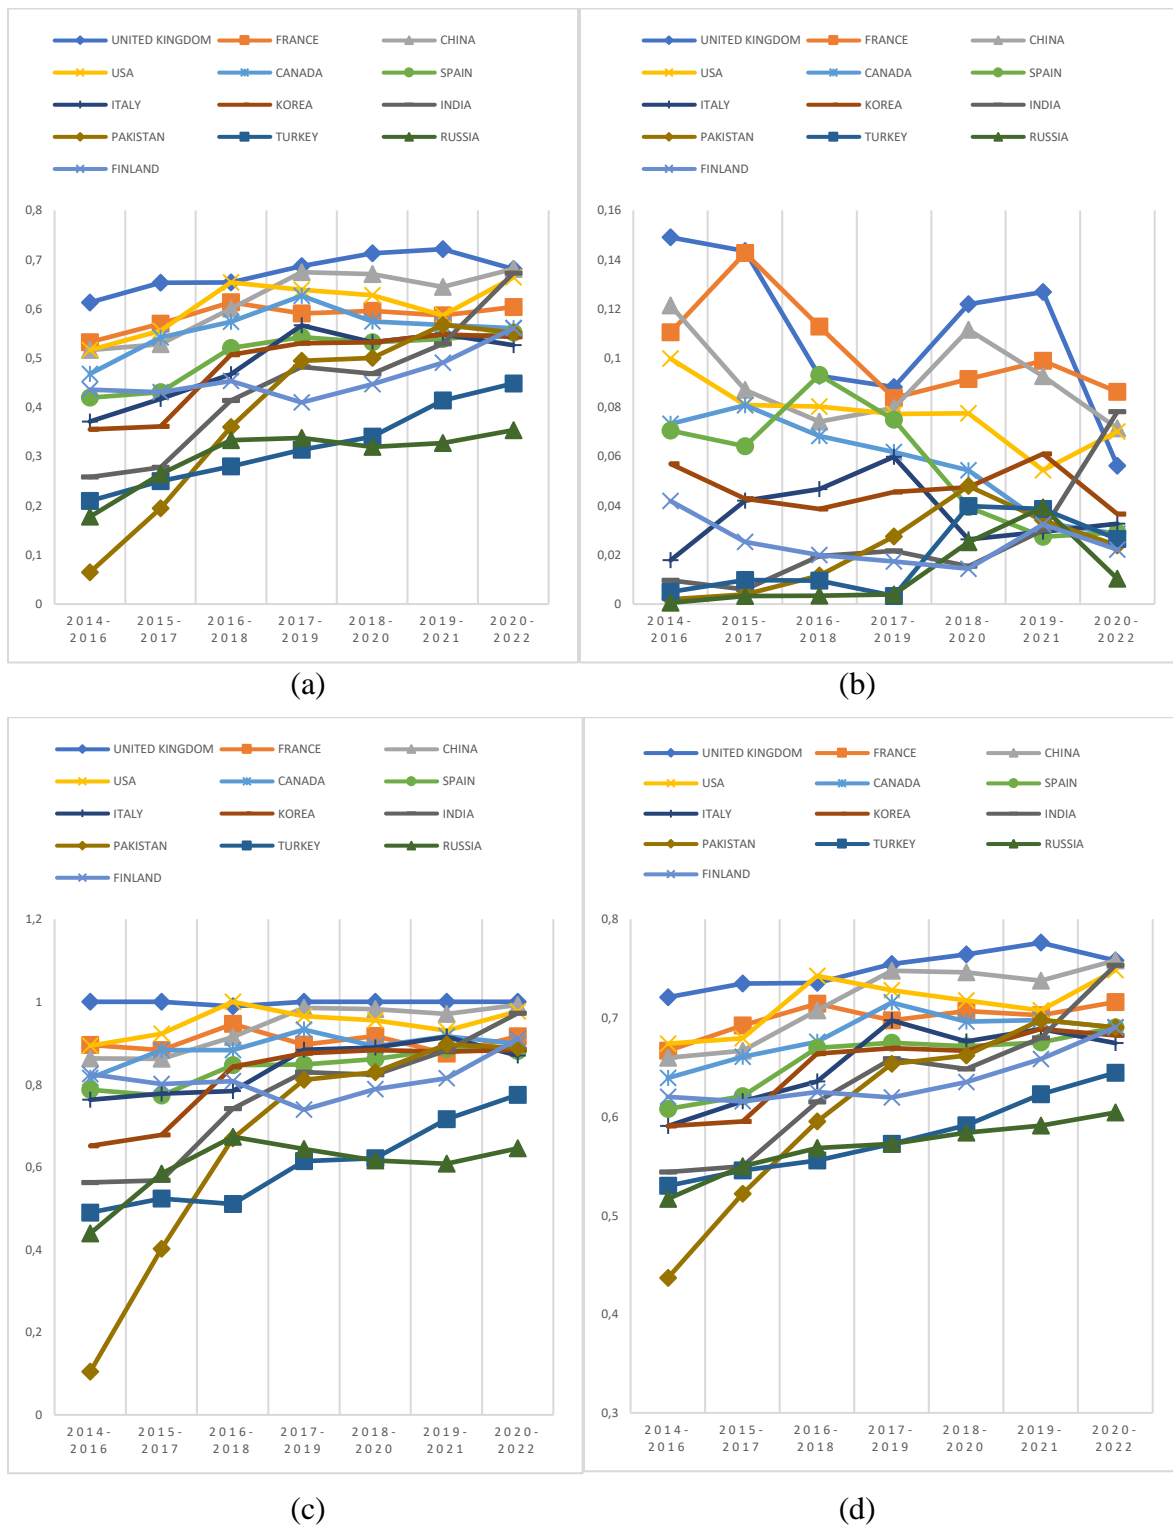 UNITED KINGDOM FRANCE CHINA
USA CANADA SPAIN
ITALY KOREA INDIA
PAKISTAN TURKEY RUSSIA
FINLAND
0,8
0,7
0,6
0,5
0,4
0,3
0,2
0,1
0
2014-2016 2015-2017 2016-2018 2017-2019 2018-2020 2019-2021 2020-2022
(a)
UNITED KINGDOM FRANCE CHINA
USA CANADA SPAIN
ITALY KOREA INDIA
PAKISTAN TURKEY RUSSIA
FINLAND
0,16
0,14
0,12
0,1
0,08
0,06
0,04
0,02
0
2014-2016 2015-2017 2016-2018 2017-2019 2018-2020 2019-2021 2020-2022
(b)
UNITED KINGDOM FRANCE CHINA
USA CANADA SPAIN
ITALY KOREA INDIA
PAKISTAN TURKEY RUSSIA
FINLAND
1,2
1
0,8
0,6
0,4
0,2
0
2014-2016 2015-2017 2016-2018 2017-2019 2018-2020 2019-2021 2020-2022
(c)
UNITED KINGDOM FRANCE CHINA
USA CANADA SPAIN
ITALY KOREA INDIA
PAKISTAN TURKEY RUSSIA
FINLAND
0,8
0,7
0,6
0,5
0,4
0,3
2014-2016 2015-2017 2016-2018 2017-2019 2018-2020 2019-2021 2020-2022
(d)